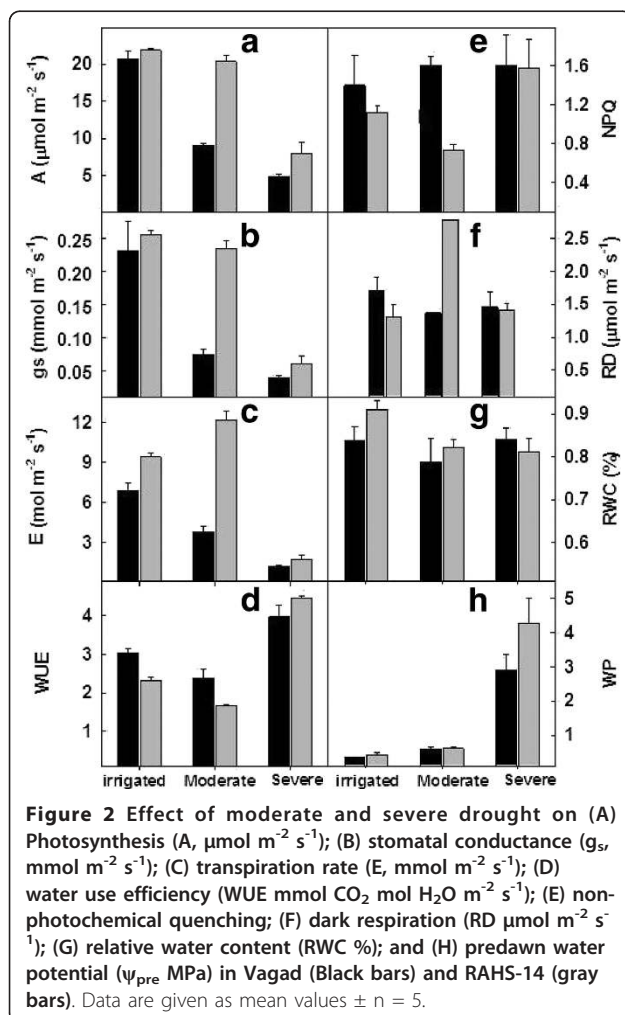 a
e
A (µmol m-2 s-1)
20
15
10
5
NPQ
1.6
1.2
0.8
0.4
b
f
gs (mmol m-2 s-1)
0.25
0.20
0.15
0.10
0.05
RD (µmol m-2 s-1)
2.5
2.0
1.5
1.0
0.5
c
g
E (mol m-2 s-1)
12
9
6
3
RWC (%)
0.9
0.8
0.7
0.6
d
h
WUE
4
3
2
1
WP
5
4
3
2
1
irrigated Moderate Severe irrigated Moderate Severe
Figure 2 Effect of moderate and severe drought on (A)
Photosynthesis (A, µmol m-2 s-1); (B) stomatal conductance (gs,
mmol m-2 s-1); (C) transpiration rate (E, mmol m-2 s-1); (D)
water use efficiency (WUE mmol CO2 mol H2O m-2 s-1); (E) non-
photochemical quenching; (F) dark respiration (RD µmol m-2 s-
1); (G) relative water content (RWC %); and (H) predawn water
potential (ψpre MPa) in Vagad (Black bars) and RAHS-14 (gray
bars). Data are given as mean values ± n = 5.